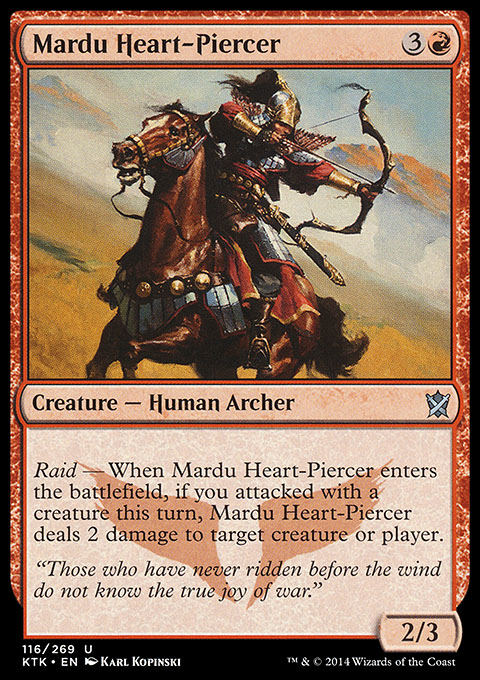 Mardu Heart-Piercer 3
Creature — Human Archer
Raid — When Mardu Heart-Piercer enters
the battlefield, if you attacked with a
creature this turn, Mardu Heart-Piercer
deals 2 damage to target creature or player.
“Those who have never ridden before the wind
do not know the true joy of war.”
2/3
116/269 U
KTK • EN Karl Kopinski
™ & © 2014 Wizards of the Coast